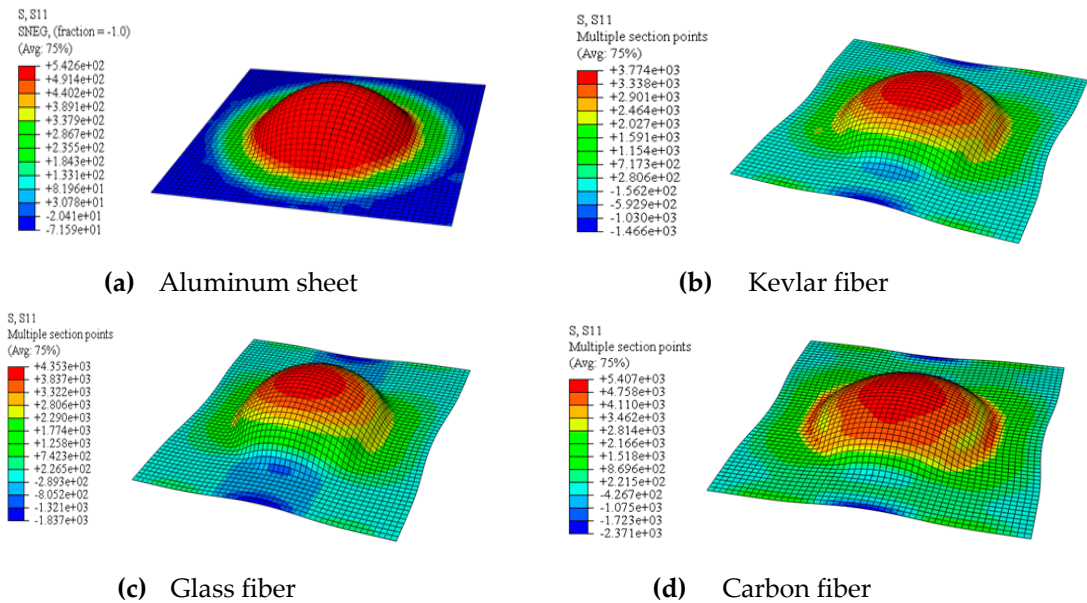 S, S11
SNEG, (fraction = -1.0)
(Avg: 75%)
+5.426e+02
+4.914e+02
+4.402e+02
+3.891e+02
+3.379e+02
+2.867e+02
+2.355e+02
+1.843e+02
+1.331e+02
+8.196e+01
+3.078e+01
-2.041e+01
-7.159e+01
(a) Aluminum sheet
S, S11
Multiple section points
(Avg: 75%)
+3.774e+03
+3.338e+03
+2.901e+03
+2.464e+03
+2.027e+03
+1.591e+03
+1.154e+03
+7.173e+02
+2.806e+02
-1.562e+02
-5.929e+02
-1.030e+03
-1.466e+03
(b) Kevlar fiber
S, S11
Multiple section points
(Avg: 75%)
+4.353e+03
+3.837e+03
+3.322e+03
+2.806e+03
+2.290e+03
+1.774e+03
+1.258e+03
+7.423e+02
+2.265e+02
-2.893e+02
-8.052e+02
-1.321e+03
-1.837e+03
(c) Glass fiber
S, S11
Multiple section points
(Avg: 75%)
+5.407e+03
+4.758e+03
+4.110e+03
+3.462e+03
+2.814e+03
+2.166e+03
+1.518e+03
+8.696e+02
+2.215e+02
-4.267e+02
-1.075e+03
-1.723e+03
-2.371e+03
(d) Carbon fiber